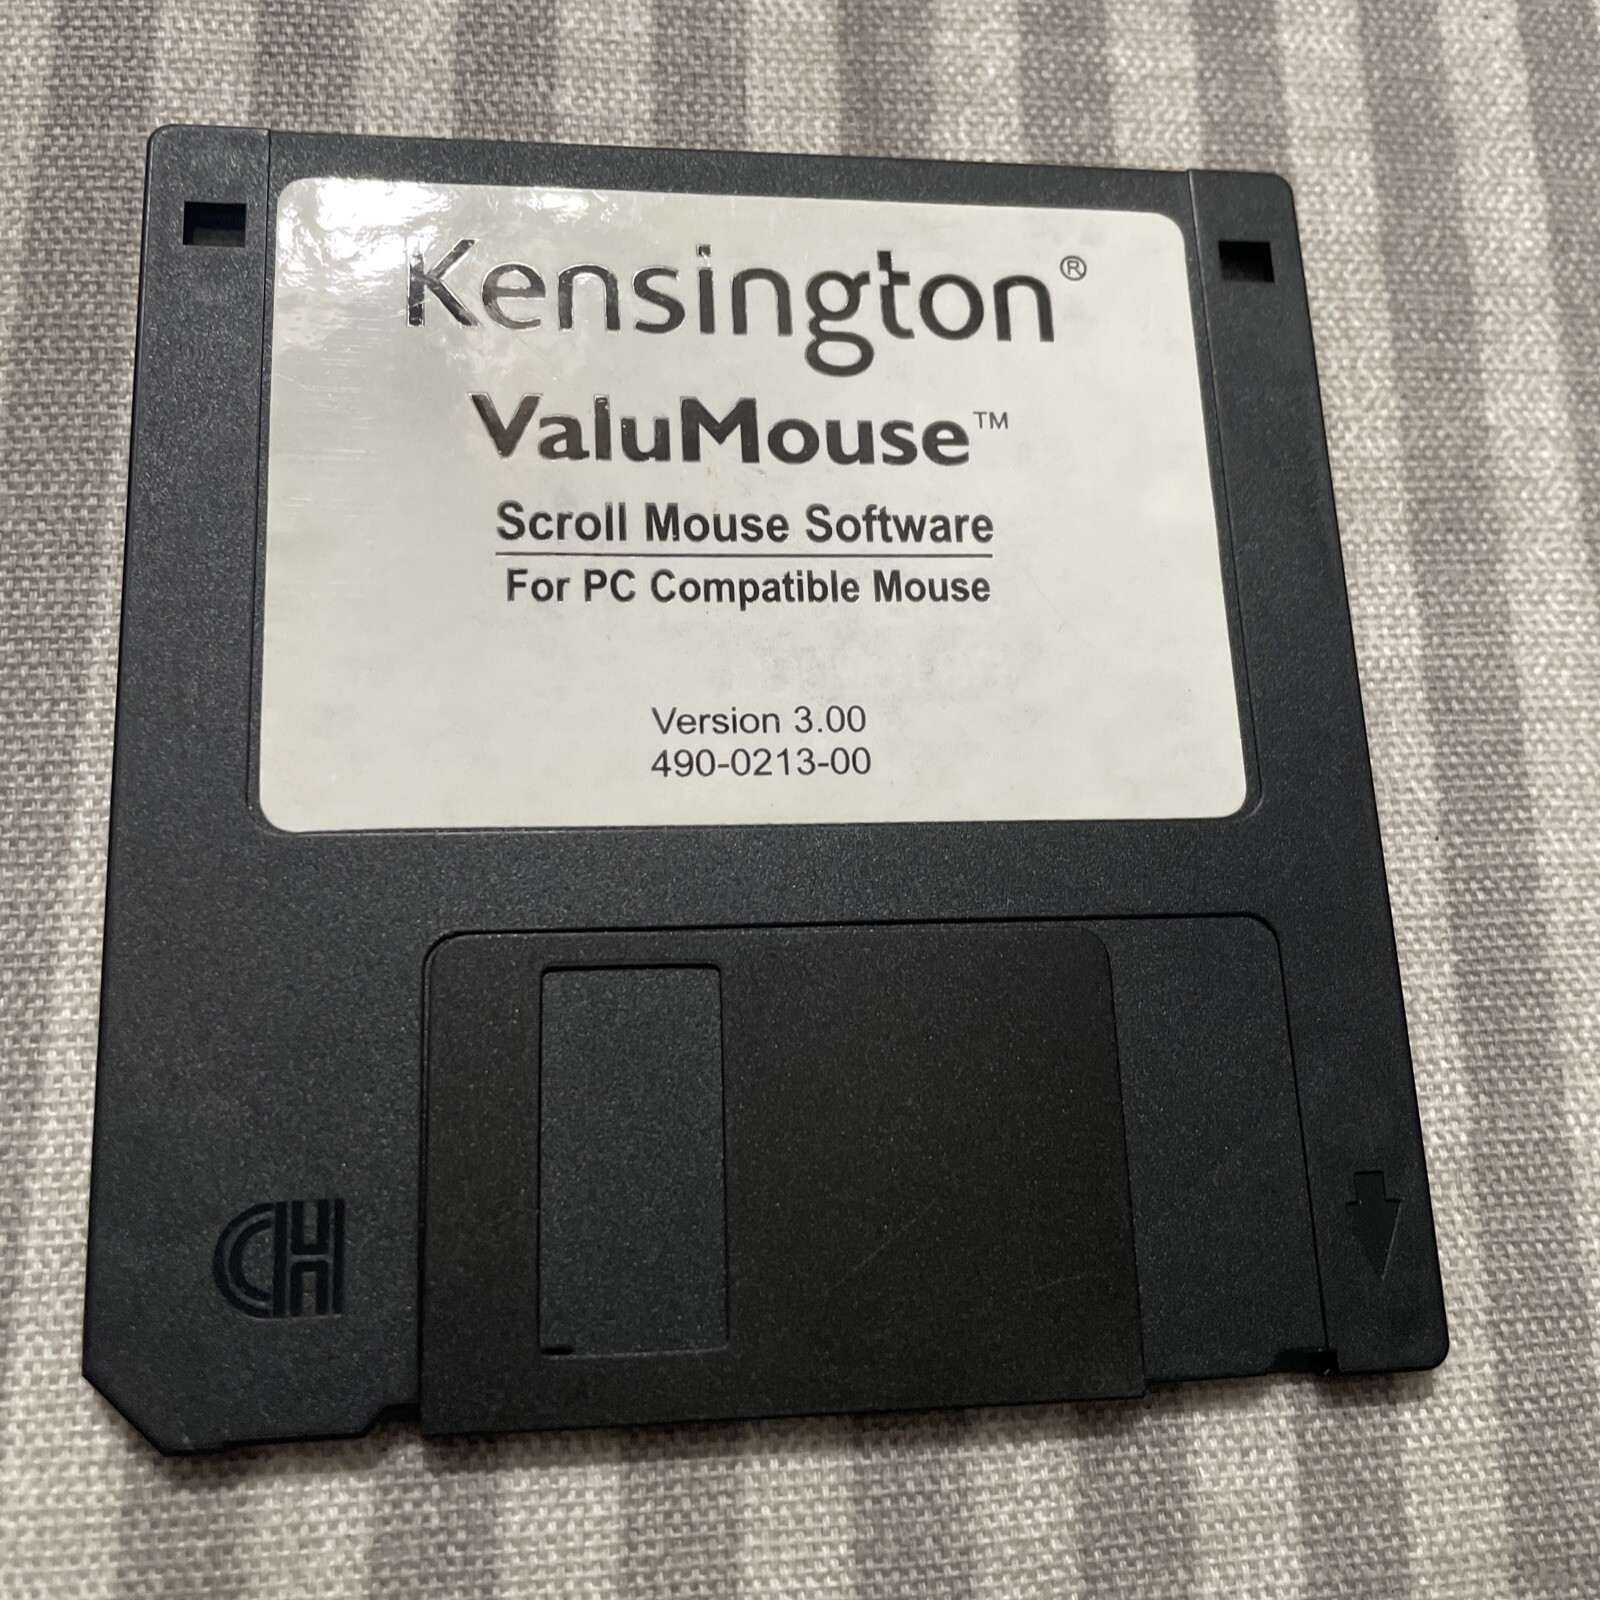 Kensington®
ValuMouse™
Scroll Mouse Software
For PC Compatible Mouse
Version 3.00
490-0213-00